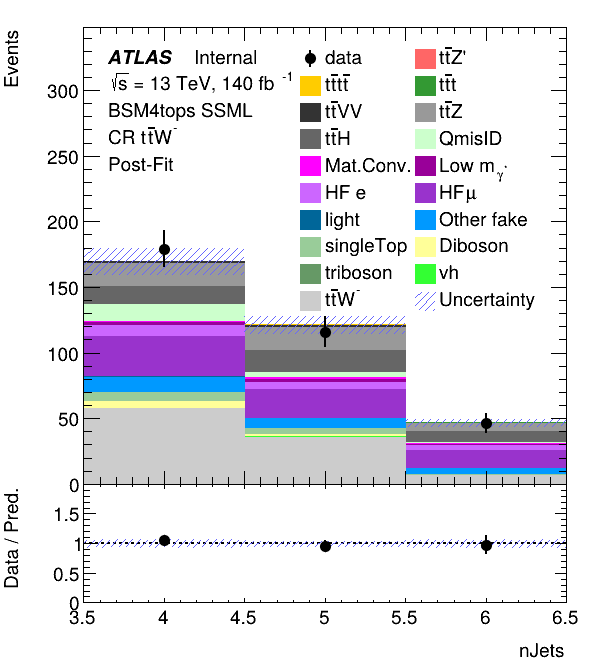 Events
ATLAS Internal
√s = 13 TeV, 140 fb⁻¹
BSM4tops SSML
CR tt̄W⁻
Post-Fit
data
tt̄tt̄
tt̄VV
tt̄H
Mat.Conv.
HF e
light
singleTop
triboson
tt̄W⁻
tt̄Z'
tt̄t
tt̄Z
QmisID
Low m_γ*
HFμ
Other fake
Diboson
vh
Uncertainty
300
250
200
150
100
50
0
Data / Pred.
1.5
1
0.5
0
3.5 4 4.5 5 5.5 6 6.5
nJets